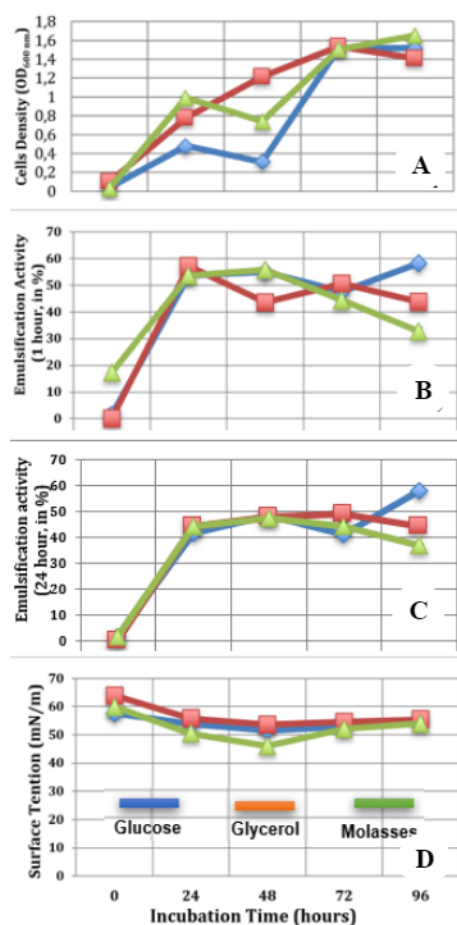 Cells Density (OD600 nm)
1,8
1,6
1,4
1,2
1
0,8
0,6
0,4
0,2
0
A
Emulsification Activity
(1 hour, in %)
70
60
50
40
30
20
10
0
B
Emulsification activity
(24 hour, in %)
70
60
50
40
30
20
10
0
C
Surface Tention (mN/m)
70
60
50
40
30
20
10
0
Glucose Glycerol Molasses
D
0 24 48 72 96
Incubation Time (hours)